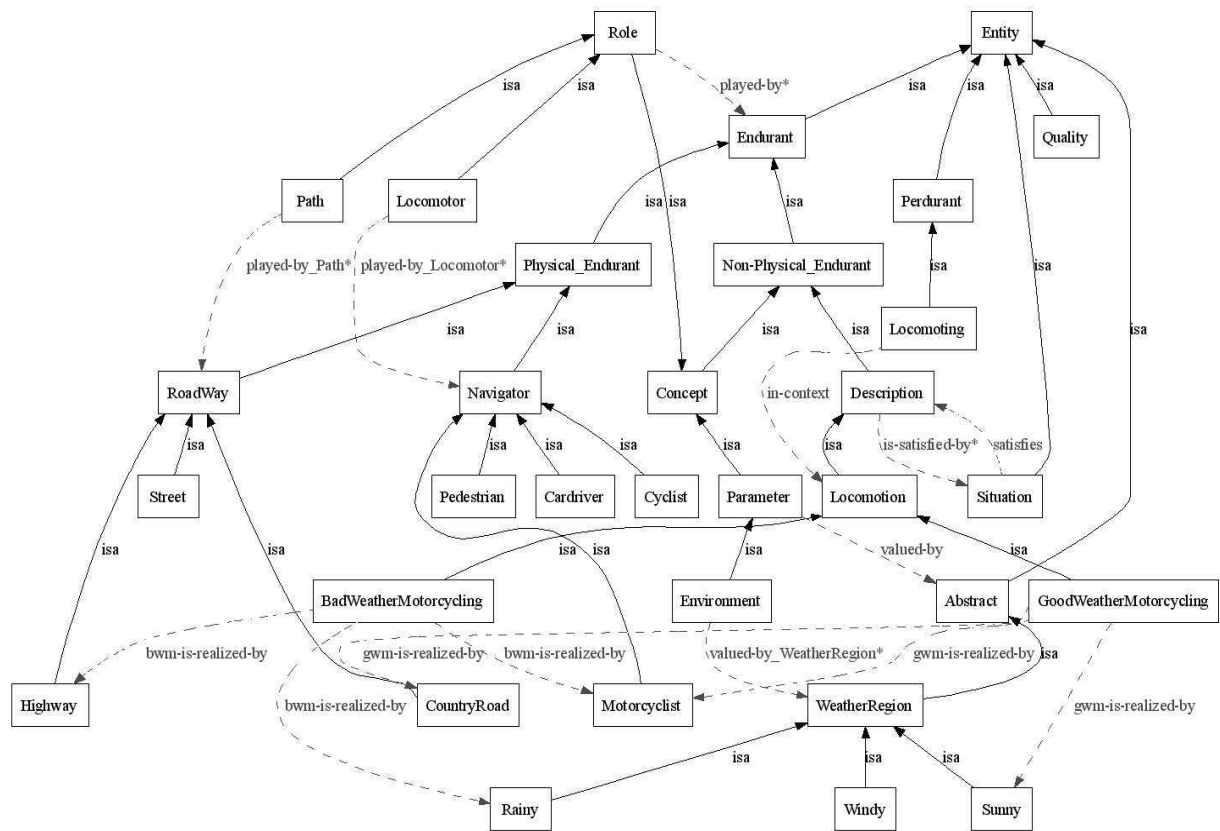 Role
Entity
isa
isa
played-by*
isa
isa
isa
Endurant
Quality
Path
Locomotor
isa
isa
isa
Perdurant
played-by_Path*
played-by_Locomotor*
Physical_Endurant
Non-Physical_Endurant
isa
isa
isa
isa
isa
isa
Locomoting
isa
RoadWay
Navigator
Concept
in-context
Description
isa
isa
isa
isa
isa
isa
is-satisfied-by*
satisfies
Street
Pedestrian
Cardriver
Cyclist
Parameter
Locomotion
Situation
isa
isa
isa
isa
isa
valued-by
isa
BadWeatherMotorcycling
Environment
Abstract
GoodWeatherMotorcycling
bwm-is-realized-by
gwm-is-realized-by
bwm-is-realized-by
valued-by_WeatherRegion*
gwm-is-realized-by
isa
Highway
bwm-is-realized-by
CountryRoad
Motorcyclist
WeatherRegion
gwm-is-realized-by
isa
isa
isa
Rainy
Windy
Sunny